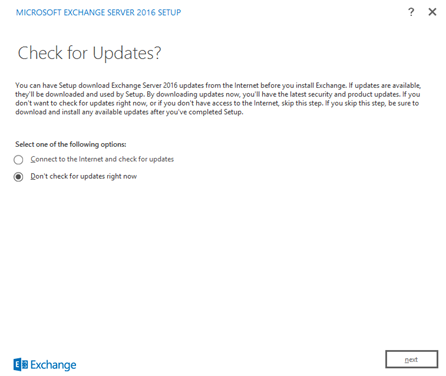 MICROSOFT EXCHANGE SERVER 2016 SETUP ? ✕
Check for Updates?
You can have Setup download Exchange Server 2016 updates from the Internet before you install Exchange. If updates are available,
they'll be downloaded and used by Setup. By downloading updates now, you'll have the latest security and product updates. If you
don't want to check for updates right now, or if you don't have access to the Internet, skip this step. If you skip this step, be sure to
download and install any available updates after you've completed Setup.
Select one of the following options:
Connect to the Internet and check for updates
Don't check for updates right now
E Exchange
next